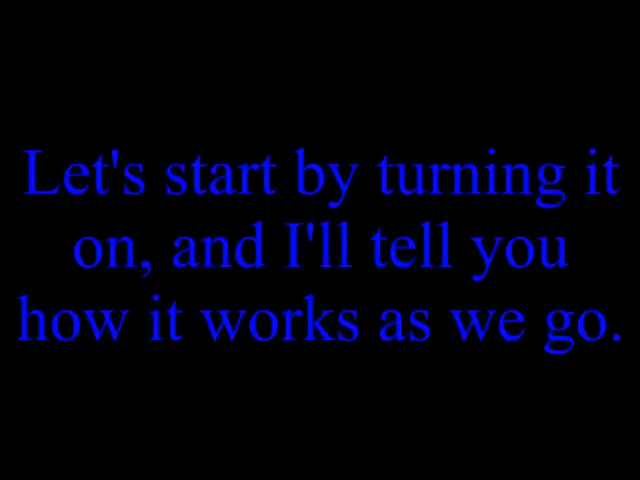 Let's start by turning it
on, and I'll tell you
how it works as we go.